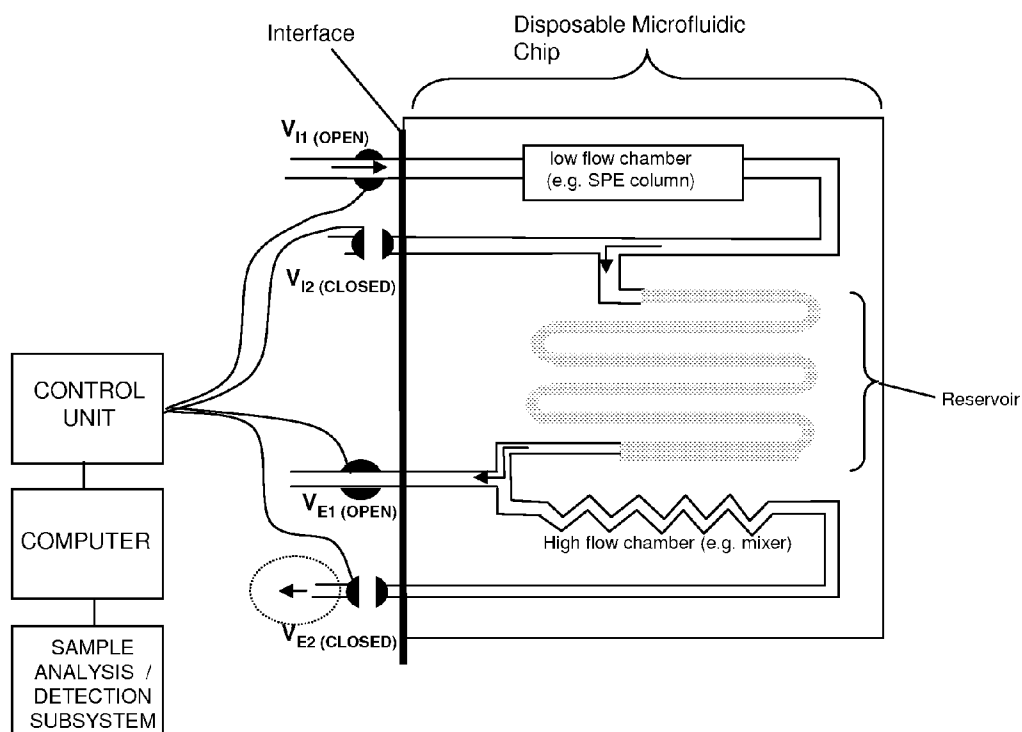 Interface
Disposable Microfluidic
Chip
V I1 (OPEN)
low flow chamber
(e.g. SPE column)
V I2 (CLOSED)
Reservoir
CONTROL
UNIT
V E1 (OPEN)
COMPUTER
High flow chamber (e.g. mixer)
V E2 (CLOSED)
SAMPLE
ANALYSIS /
DETECTION
SUBSYSTEM